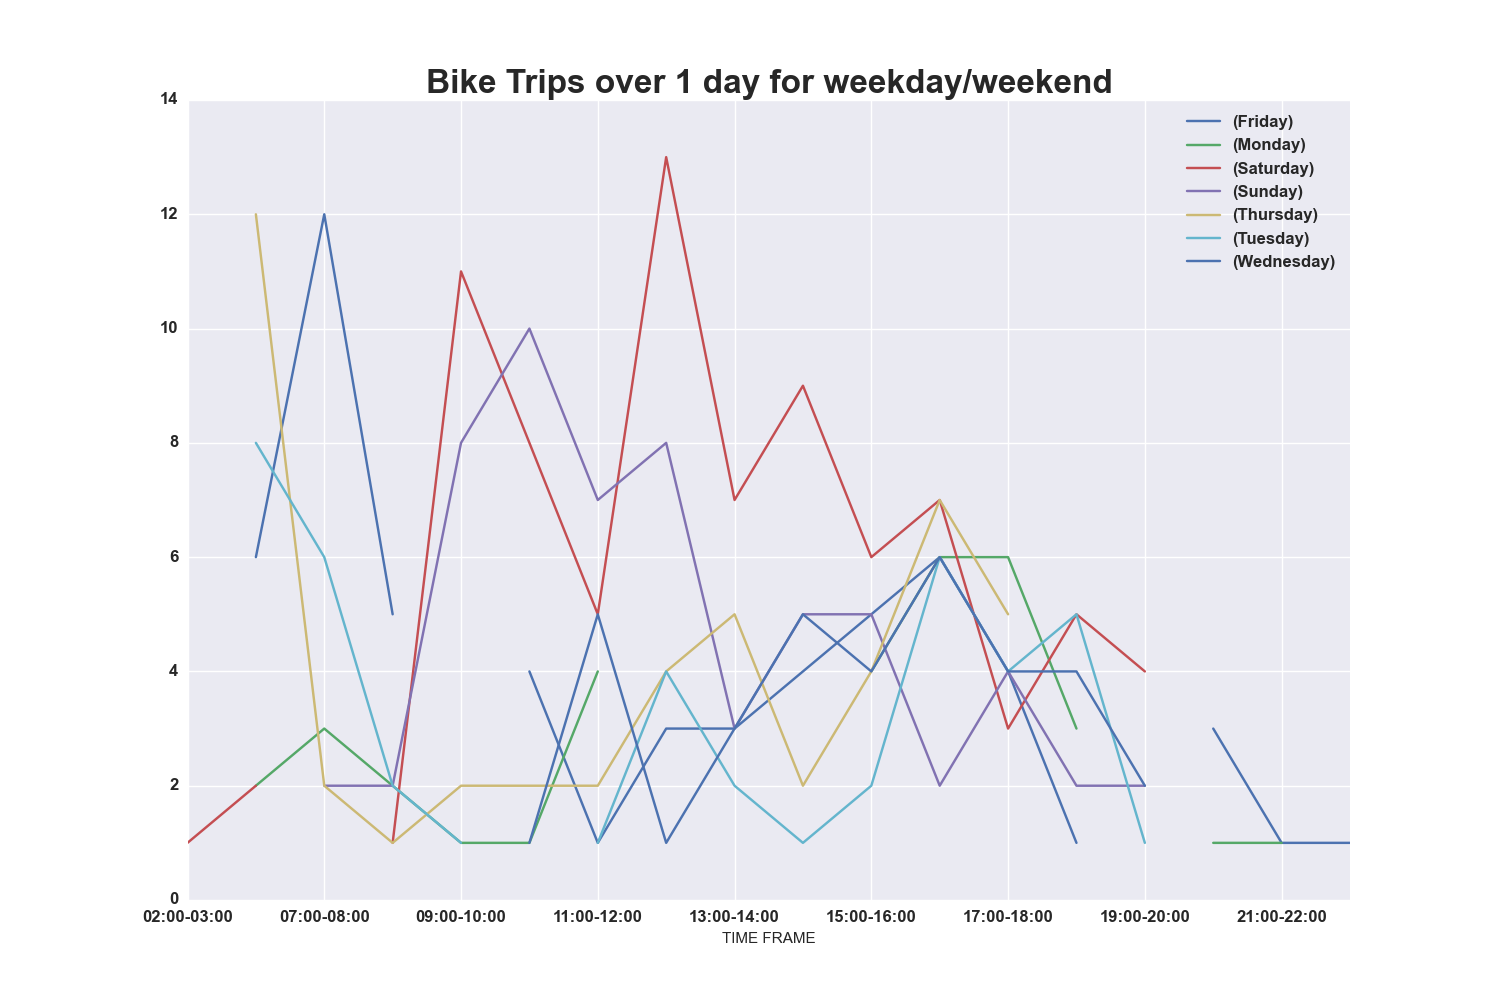 Bike Trips over 1 day for weekday/weekend
14
12
10
8
6
4
2
0
(Friday)
(Monday)
(Saturday)
(Sunday)
(Thursday)
(Tuesday)
(Wednesday)
02:00-03:00 07:00-08:00 09:00-10:00 11:00-12:00 13:00-14:00 15:00-16:00 17:00-18:00 19:00-20:00 21:00-22:00
TIME FRAME